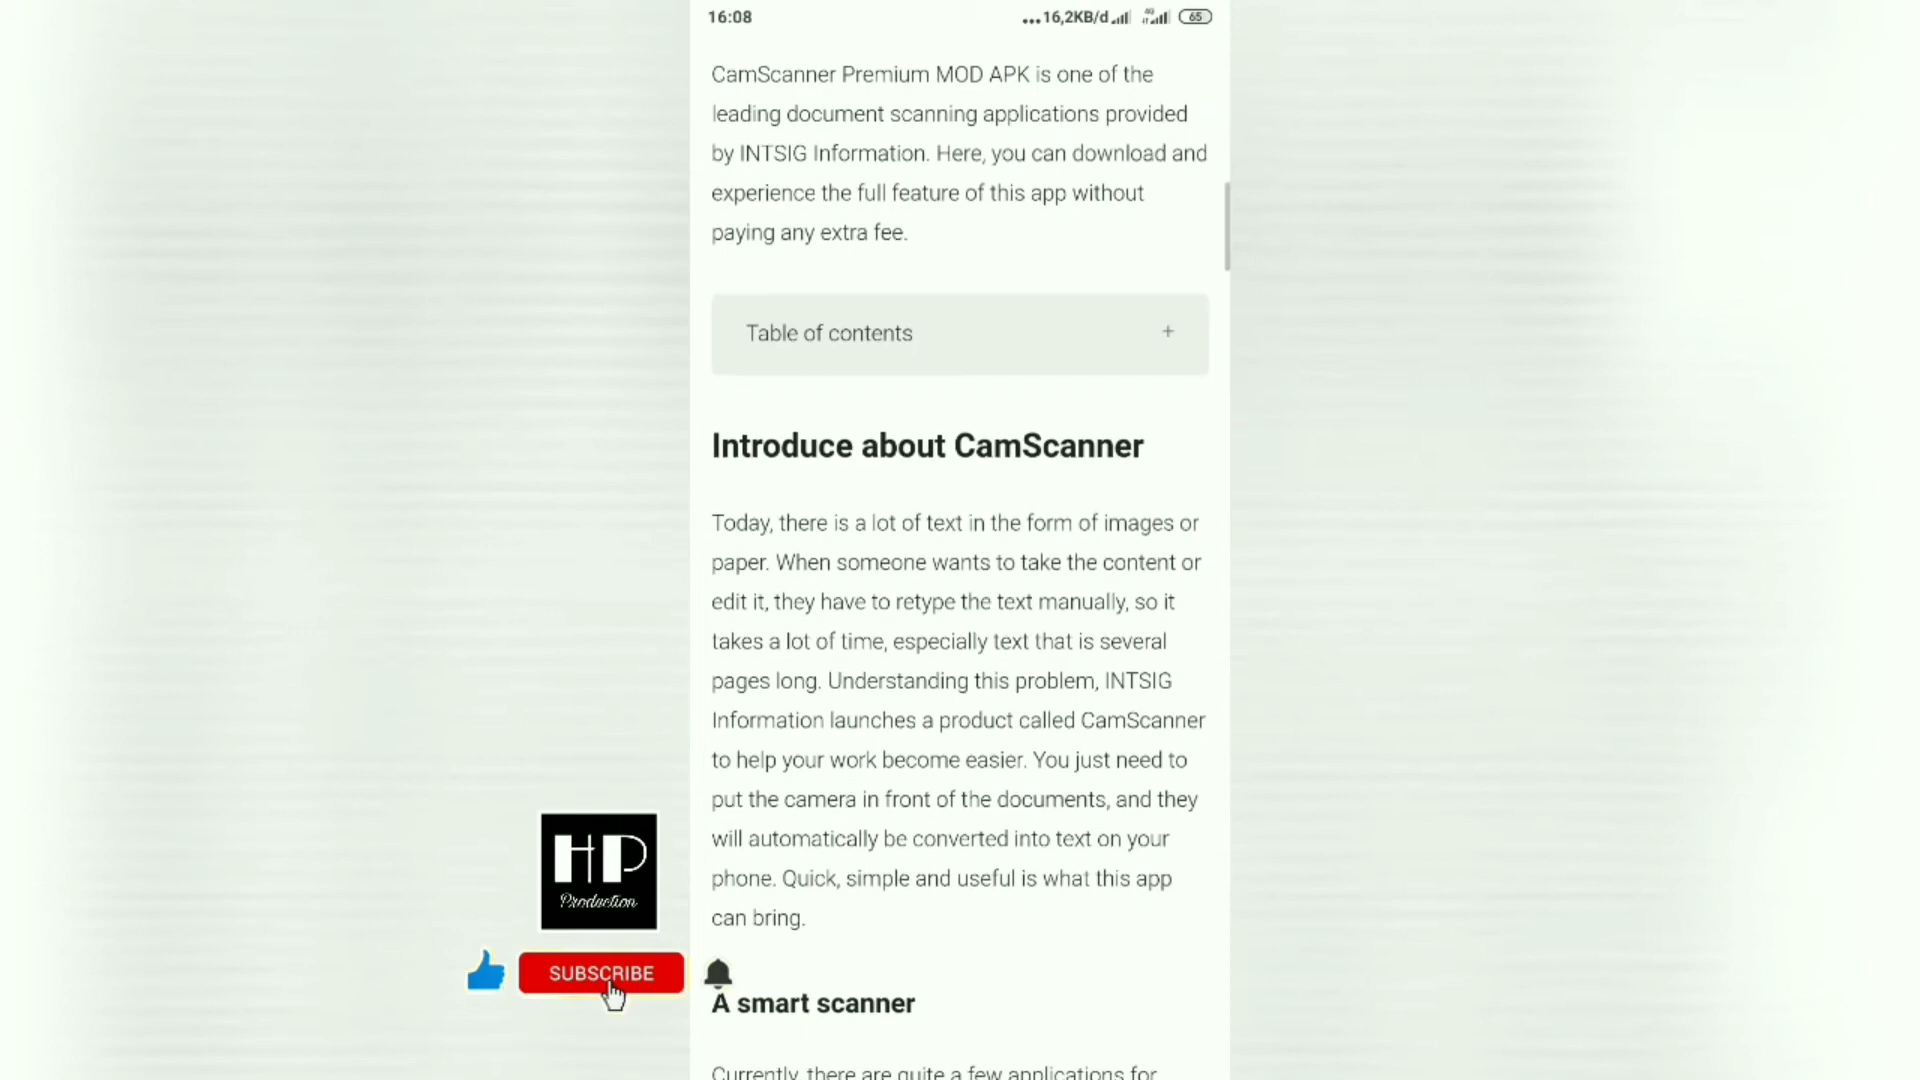 16:08
...16,2KB/d 4G 65
CamScanner Premium MOD APK is one of the
leading document scanning applications provided
by INTSIG Information. Here, you can download and
experience the full feature of this app without
paying any extra fee.
Table of contents +
Introduce about CamScanner
Today, there is a lot of text in the form of images or
paper. When someone wants to take the content or
edit it, they have to retype the text manually, so it
takes a lot of time, especially text that is several
pages long. Understanding this problem, INTSIG
Information launches a product called CamScanner
to help your work become easier. You just need to
put the camera in front of the documents, and they
will automatically be converted into text on your
phone. Quick, simple and useful is what this app
can bring.
HP
Production
SUBSCRIBE
A smart scanner
Currently, there are quite a few applications for